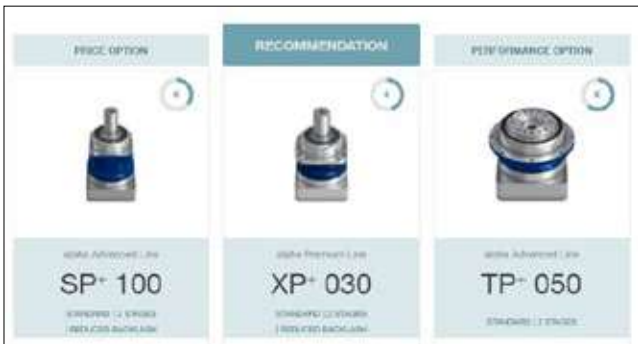 PRICE OPTION
RECOMMENDATION
PERFORMANCE OPTION
alpha Advanced Line
SP⁺ 100
STANDARD | 2 STAGES
| REDUCED BACKLASH
alpha Premium Line
XP⁺ 030
STANDARD | 2 STAGES
| REDUCED BACKLASH
alpha Advanced Line
TP⁺ 050
STANDARD | 2 STAGES